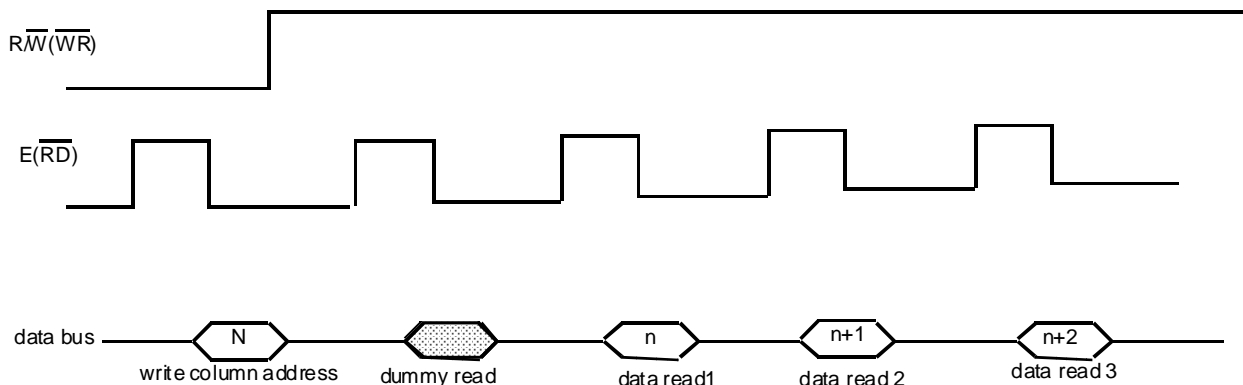 R/W(WR)
E(RD)
data bus N n n+1 n+2
write column address dummy read data read1 data read 2 data read 3